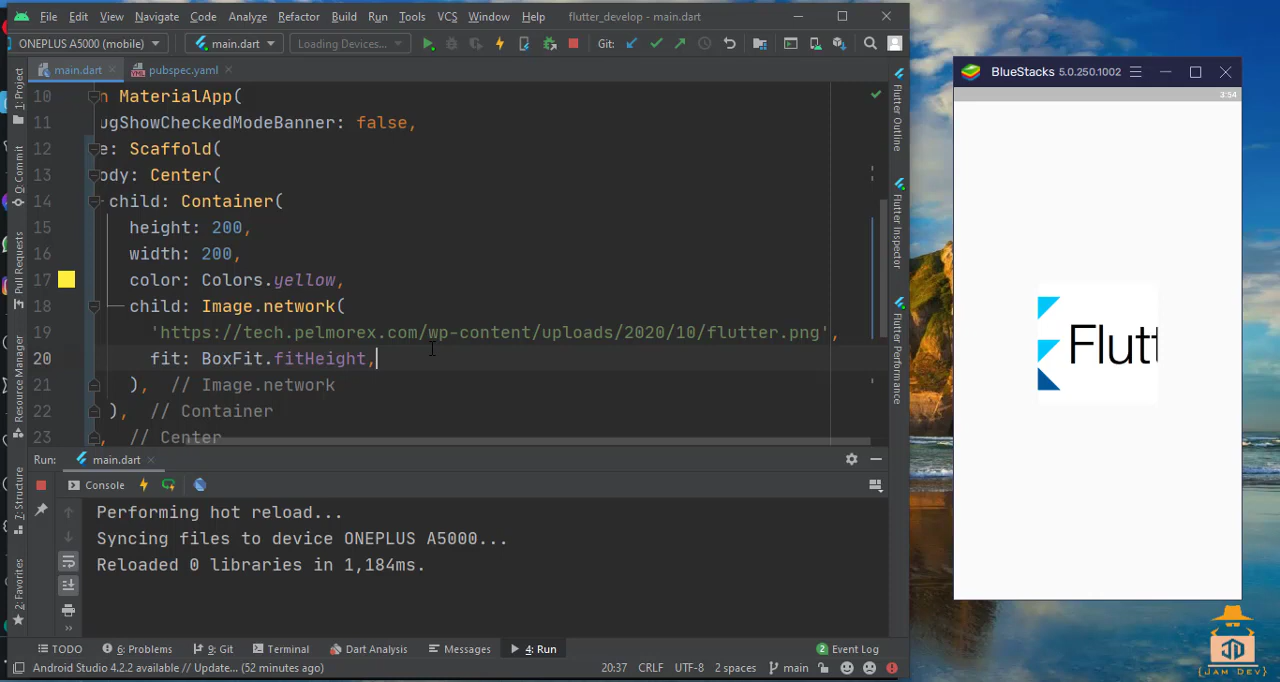 File Edit View Navigate Code Analyze Refactor Build Run Tools VCS Window Help flutter_develop - main.dart
ONEPLUS A5000 (mobile) main.dart Loading Devices... Git:
main.dart pubspec.yaml
10 n MaterialApp(
11 ugShowCheckedModeBanner: false,
12 e: Scaffold(
13 ody: Center(
14 child: Container(
15 height: 200,
16 width: 200,
17 color: Colors.yellow,
18 child: Image.network(
19 'https://tech.pelmorex.com/wp-content/uploads/2020/10/flutter.png',
20 fit: BoxFit.fitHeight,
21 ), // Image.network
22 ), // Container
23 , // Center
1: Project
0: Commit
Pull Requests
Resource Manager
7: Structure
2: Favorites
Flutter Outline
Flutter Inspector
Flutter Performance
Run: main.dart
Console
Performing hot reload...
Syncing files to device ONEPLUS A5000...
Reloaded 0 libraries in 1,184ms.
TODO 6: Problems 9: Git Terminal Dart Analysis Messages 4: Run 2 Event Log
Android Studio 4.2.2 available // Update... (52 minutes ago) 20:37 CRLF UTF-8 2 spaces main
BlueStacks 5.0.250.1002
3:54
Flutt
JD
{JAM DEV}